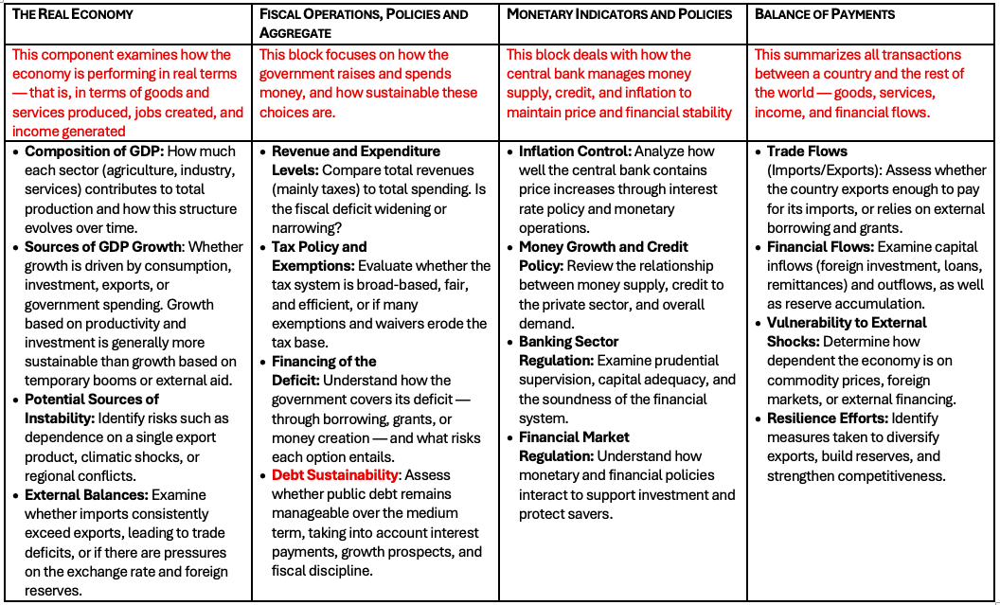 THE REAL ECONOMY
This component examines how the
economy is performing in real terms
— that is, in terms of goods and
services produced, jobs created, and
income generated
• Composition of GDP: How much
each sector (agriculture, industry,
services) contributes to total
production and how this structure
evolves over time.
• Sources of GDP Growth: Whether
growth is driven by consumption,
investment, exports, or
government spending. Growth
based on productivity and
investment is generally more
sustainable than growth based on
temporary booms or external aid.
• Potential Sources of
Instability: Identify risks such as
dependence on a single export
product, climatic shocks, or
regional conflicts.
• External Balances: Examine
whether imports consistently
exceed exports, leading to trade
deficits, or if there are pressures
on the exchange rate and foreign
reserves.
FISCAL OPERATIONS, POLICIES AND
AGGREGATE
This block focuses on how the
government raises and spends
money, and how sustainable these
choices are.
• Revenue and Expenditure
Levels: Compare total revenues
(mainly taxes) to total spending. Is
the fiscal deficit widening or
narrowing?
• Tax Policy and
Exemptions: Evaluate whether the
tax system is broad-based, fair,
and efficient, or if many
exemptions and waivers erode the
tax base.
• Financing of the
Deficit: Understand how the
government covers its deficit —
through borrowing, grants, or
money creation — and what risks
each option entails.
• Debt Sustainability: Assess
whether public debt remains
manageable over the medium
term, taking into account interest
payments, growth prospects, and
fiscal discipline.
MONETARY INDICATORS AND POLICIES
This block deals with how the
central bank manages money
supply, credit, and inflation to
maintain price and financial stability
• Inflation Control: Analyze how
well the central bank contains
price increases through interest
rate policy and monetary
operations.
• Money Growth and Credit
Policy: Review the relationship
between money supply, credit to
the private sector, and overall
demand.
• Banking Sector
Regulation: Examine prudential
supervision, capital adequacy, and
the soundness of the financial
system.
• Financial Market
Regulation: Understand how
monetary and financial policies
interact to support investment and
protect savers.
BALANCE OF PAYMENTS
This summarizes all transactions
between a country and the rest of
the world — goods, services,
income, and financial flows.
• Trade Flows
(Imports/Exports): Assess whether
the country exports enough to pay
for its imports, or relies on external
borrowing and grants.
• Financial Flows: Examine capital
inflows (foreign investment, loans,
remittances) and outflows, as well
as reserve accumulation.
• Vulnerability to External
Shocks: Determine how
dependent the economy is on
commodity prices, foreign
markets, or external financing.
• Resilience Efforts: Identify
measures taken to diversify
exports, build reserves, and
strengthen competitiveness.